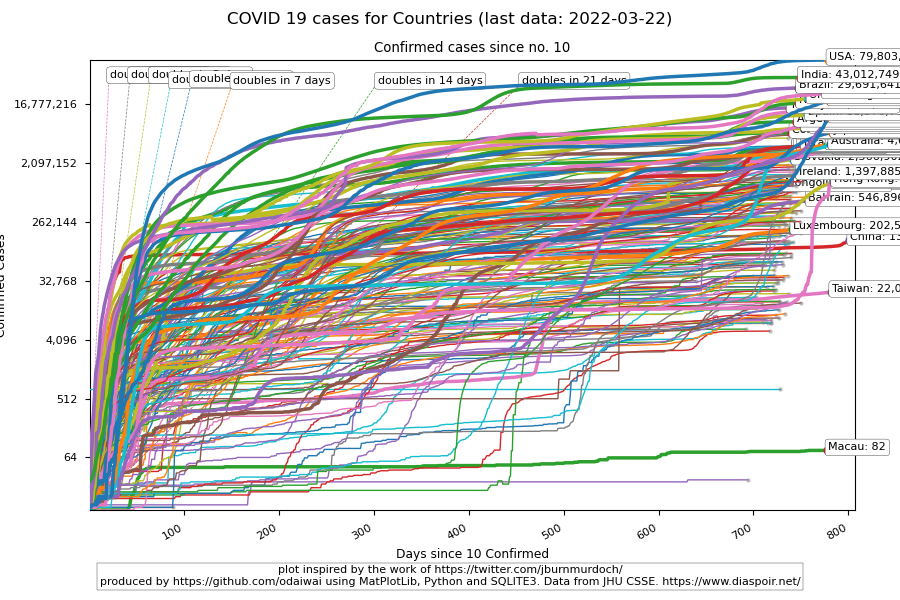 COVID 19 cases for Countries (last data: 2022-03-22)
Confirmed cases since no. 10
USA: 79,803,
India: 43,012,749
Brazil: 29,691,641
doubles in 7 days
doubles in 14 days
doubles in 21 days
16,777,216
Australia: 4,
2,097,152
Ireland: 1,397,885
Bahrain: 546,896
262,144
Luxembourg: 202,5
China: 13
32,768
Taiwan: 22,0
4,096
512
64
Macau: 82
Confirmed Cases
100
200
300
400
500
600
700
800
Days since 10 Confirmed
plot inspired by the work of https://twitter.com/jburnmurdoch/
produced by https://github.com/odaiwai using MatPlotLib, Python and SQLITE3. Data from JHU CSSE. https://www.diaspoir.net/